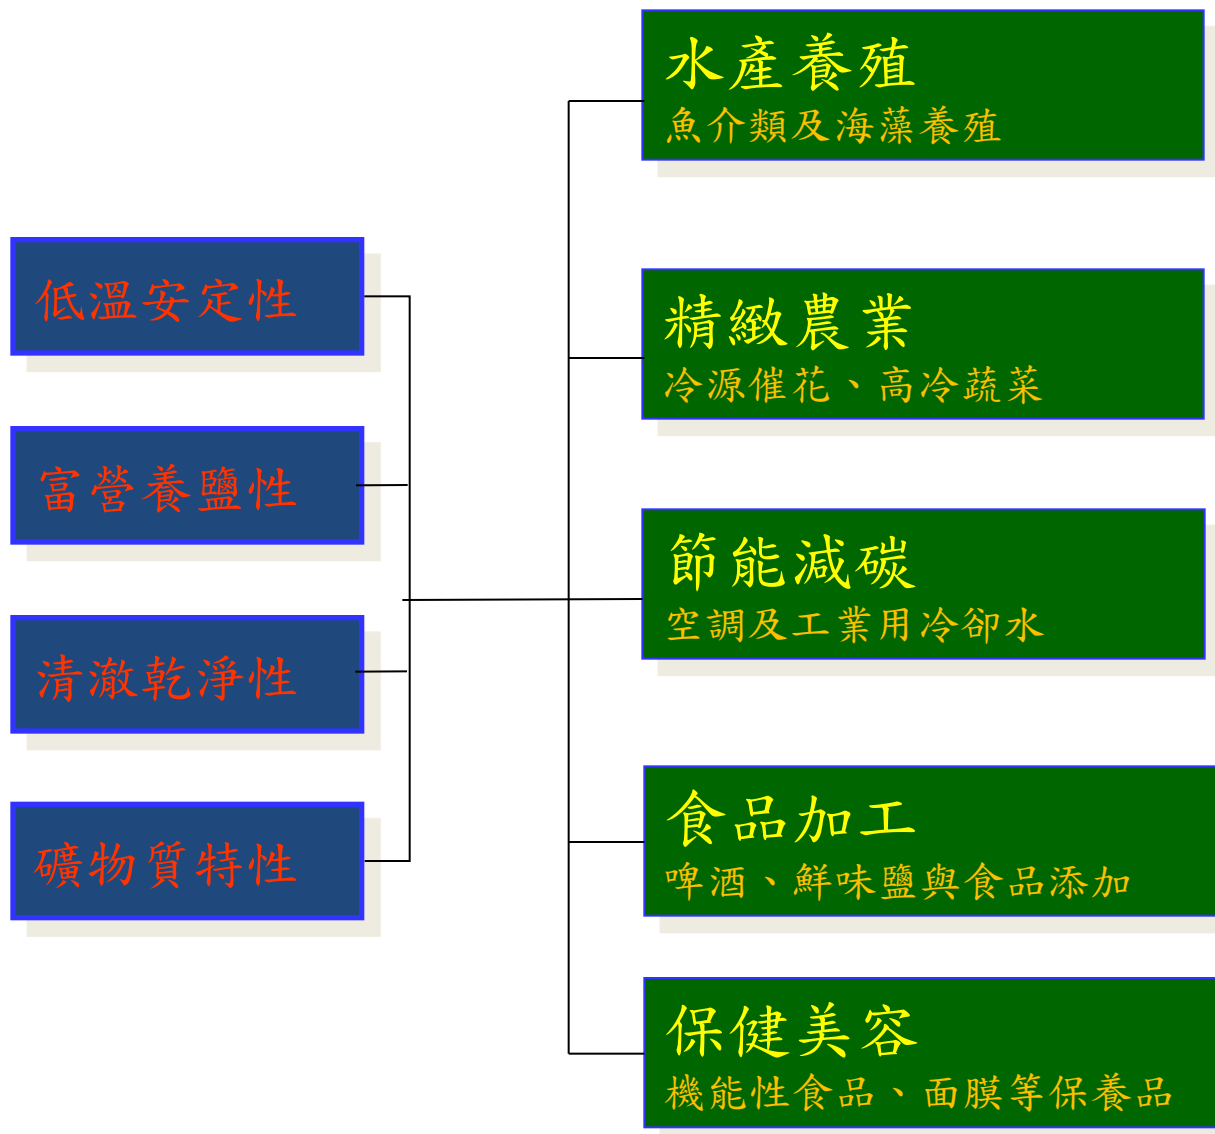 低溫安定性
富營養鹽性
清澈乾淨性
礦物質特性
水產養殖
魚介類及海藻養殖
精緻農業
冷源催花、高冷蔬菜
節能減碳
空調及工業用冷卻水
食品加工
啤酒、鮮味鹽與食品添加
保健美容
機能性食品、面膜等保養品